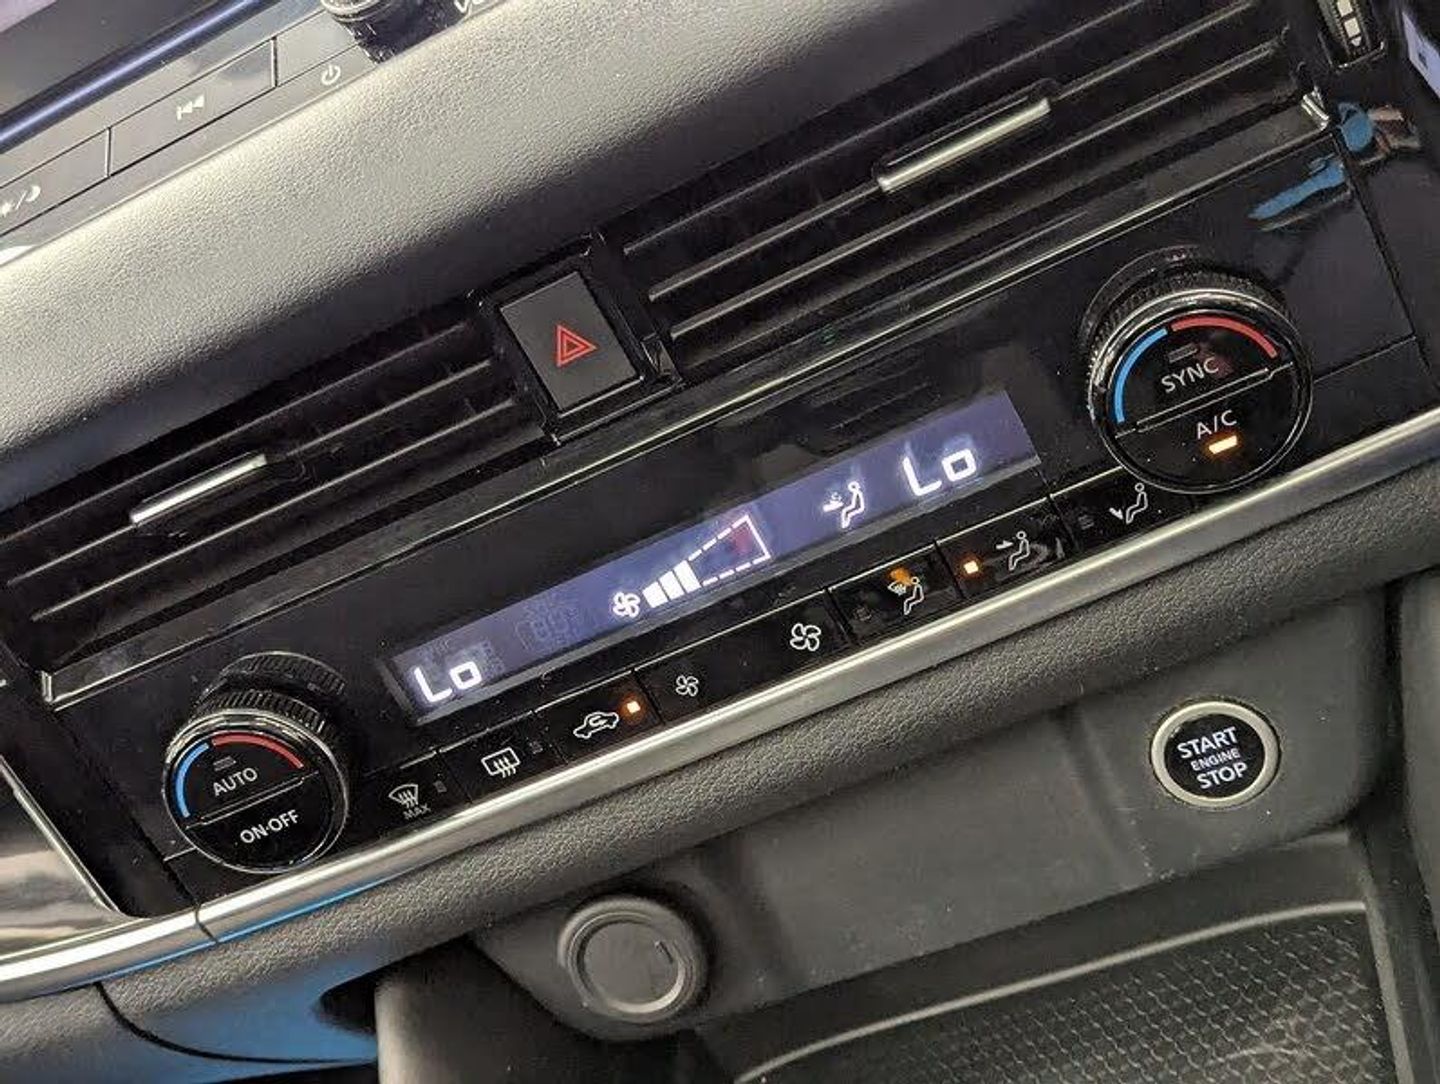 SYNC
A/C
Lo
Lo
AUTO
ON·OFF
MAX
START
ENGINE
STOP